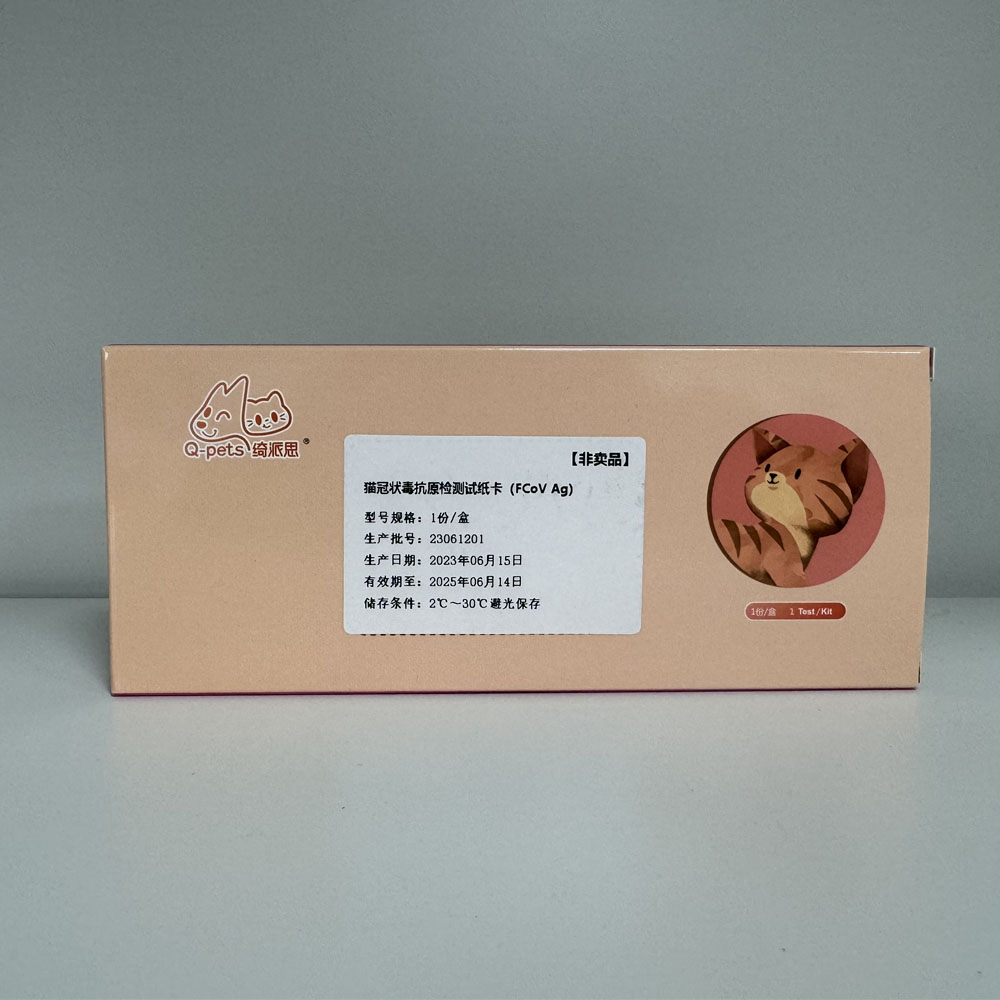 Q-pets 绮派思®
【非卖品】
猫冠状毒抗原检测试纸卡（FCoV Ag）
型号规格：1份/盒
生产批号：23061201
生产日期：2023年06月15日
有效期至：2025年06月14日
储存条件：2℃～30℃避光保存
1份/盒 1 Test/Kit